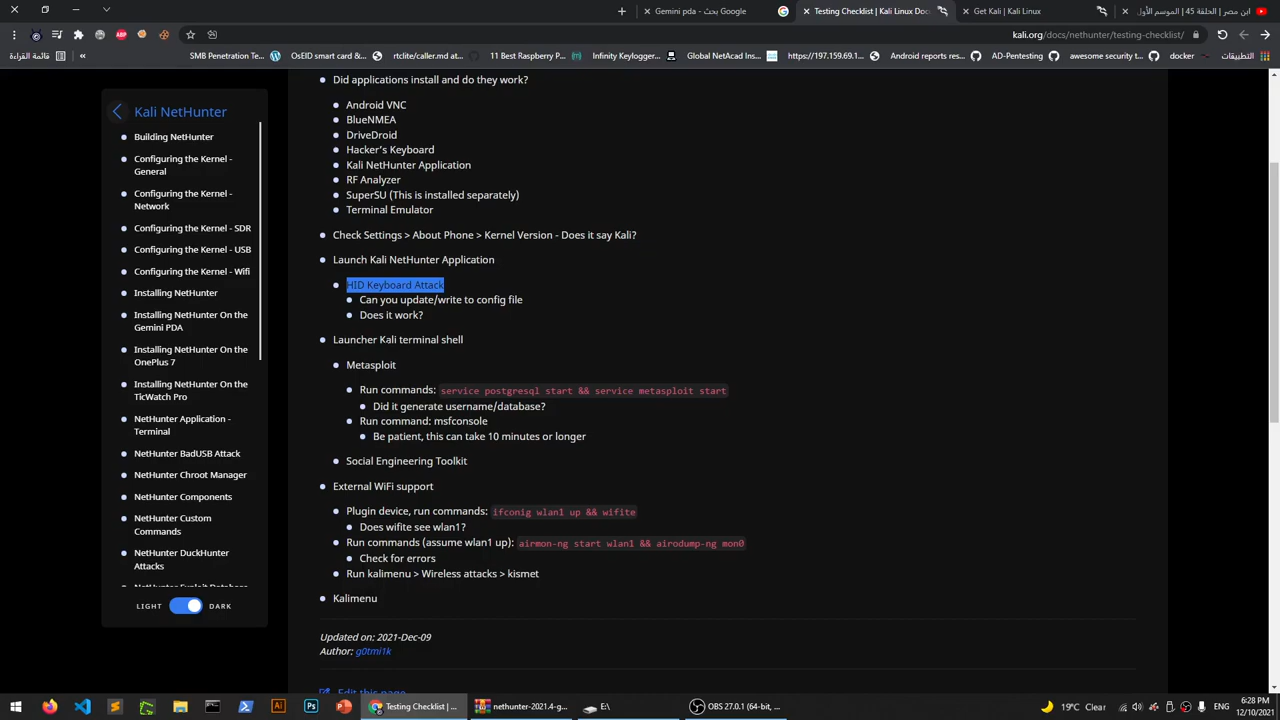 Gemini pda - بحث Google
Testing Checklist | Kali Linux Doc
Get Kali | Kali Linux
ابن مصر | الحلقة 45 | الموسم الأول
kali.org/docs/nethunter/testing-checklist/
قائمة القراءة
SMB Penetration Te...
OsEID smart card &...
rtclite/caller.md at...
11 Best Raspberry P...
Infinity Keylogger...
Global NetAcad Ins...
https://197.159.69.1...
Android reports res...
AD-Pentesting
awesome security t...
docker
التطبيقات
Kali NetHunter
Building NetHunter
Configuring the Kernel -
General
Configuring the Kernel -
Network
Configuring the Kernel - SDR
Configuring the Kernel - USB
Configuring the Kernel - Wifi
Installing NetHunter
Installing NetHunter On the
Gemini PDA
Installing NetHunter On the
OnePlus 7
Installing NetHunter On the
TicWatch Pro
NetHunter Application -
Terminal
NetHunter BadUSB Attack
NetHunter Chroot Manager
NetHunter Components
NetHunter Custom
Commands
NetHunter DuckHunter
Attacks
NetHunter Exploit Database
LIGHT DARK
Did applications install and do they work?
Android VNC
BlueNMEA
DriveDroid
Hacker’s Keyboard
Kali NetHunter Application
RF Analyzer
SuperSU (This is installed separately)
Terminal Emulator
Check Settings > About Phone > Kernel Version - Does it say Kali?
Launch Kali NetHunter Application
HID Keyboard Attack
Can you update/write to config file
Does it work?
Launcher Kali terminal shell
Metasploit
Run commands: service postgresql start && service metasploit start
Did it generate username/database?
Run command: msfconsole
Be patient, this can take 10 minutes or longer
Social Engineering Toolkit
External WiFi support
Plugin device, run commands: ifconig wlan1 up && wifite
Does wifite see wlan1?
Run commands (assume wlan1 up): airmon-ng start wlan1 && airodump-ng mon0
Check for errors
Run kalimenu > Wireless attacks > kismet
Kalimenu
Updated on: 2021-Dec-09
Author: g0tmi1k
Edit this page
Testing Checklist | ...
nethunter-2021.4-g...
E:\
OBS 27.0.1 (64-bit, ...
19°C Clear
ENG
6:28 PM
12/10/2021